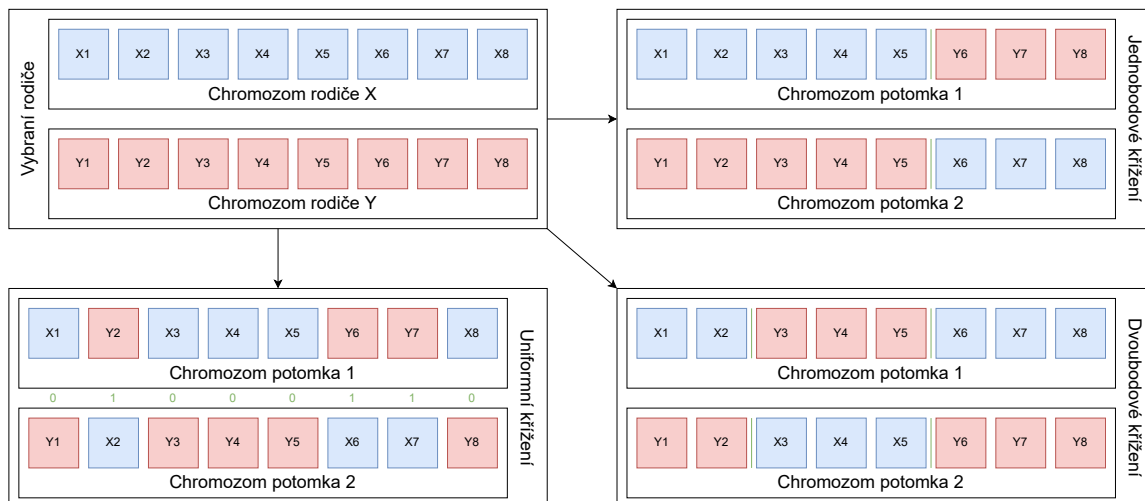 Vybraní rodiče
X1 X2 X3 X4 X5 X6 X7 X8
Chromozom rodiče X
Y1 Y2 Y3 Y4 Y5 Y6 Y7 Y8
Chromozom rodiče Y
Jednobodové křížení
X1 X2 X3 X4 X5 Y6 Y7 Y8
Chromozom potomka 1
Y1 Y2 Y3 Y4 Y5 X6 X7 X8
Chromozom potomka 2
Uniformní křížení
X1 Y2 X3 X4 X5 Y6 Y7 X8
Chromozom potomka 1
0 1 0 0 0 1 1 0
Y1 X2 Y3 Y4 Y5 X6 X7 Y8
Chromozom potomka 2
Dvoubodové křížení
X1 X2 Y3 Y4 Y5 X6 X7 X8
Chromozom potomka 1
Y1 Y2 X3 X4 X5 Y6 Y7 Y8
Chromozom potomka 2